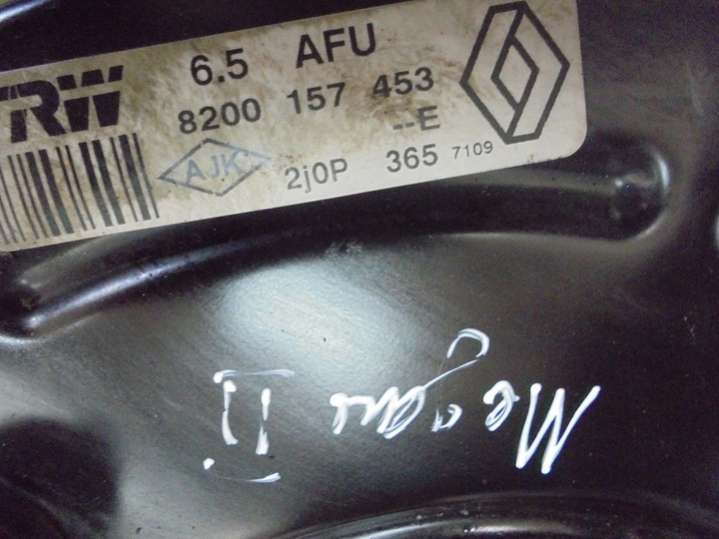 TRW 6.5 AFU
8200 157 453
--E
AJK 2j0P 365 7109
Megane II